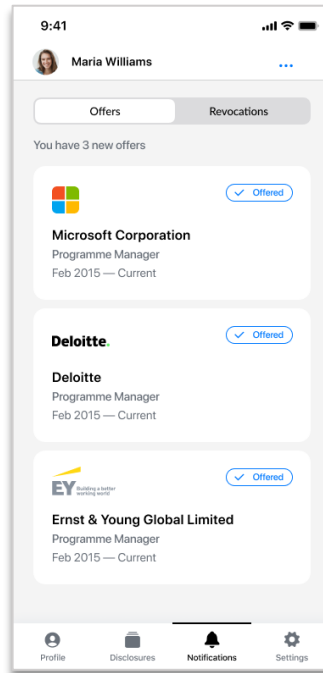 9:41
Maria Williams
...
Offers
Revocations
You have 3 new offers
Offered
Microsoft Corporation
Programme Manager
Feb 2015 — Current
Deloitte.
Offered
Deloitte
Programme Manager
Feb 2015 — Current
EY Building a better
working world
Offered
Ernst & Young Global Limited
Programme Manager
Feb 2015 — Current
Profile
Disclosures
Notifications
Settings